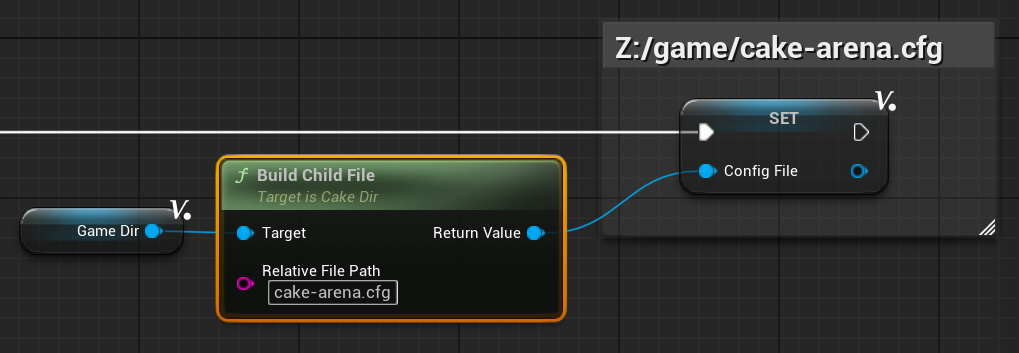 Z:/game/cake-arena.cfg
V.
SET
Config File
f Build Child File
Target is Cake Dir
V.
Game Dir
Target
Return Value
Relative File Path
cake-arena.cfg